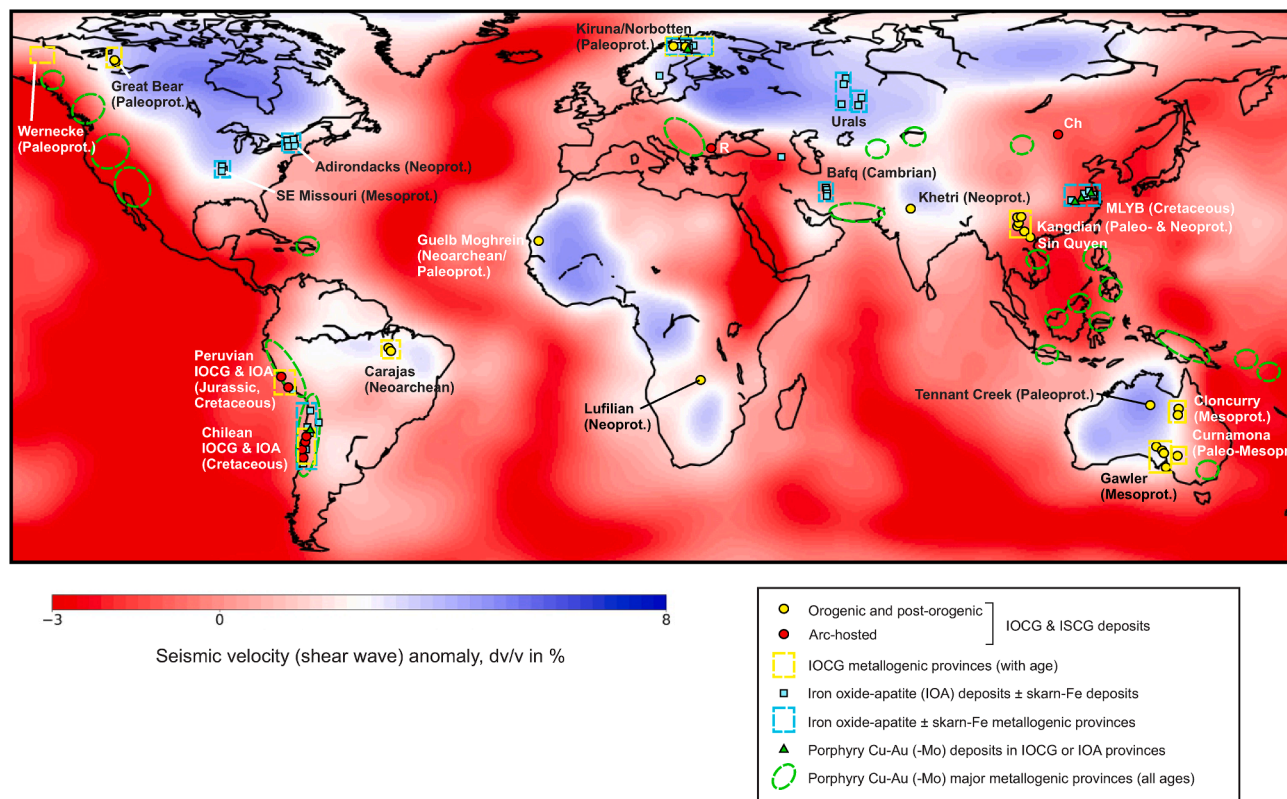 Kiruna/Norbotten
(Paleoprot.)
Great Bear
(Paleoprot.)
Wernecke
(Paleoprot.)
Urals
Ch
R
Adirondacks (Neoprot.)
SE Missouri (Mesoprot.)
Bafq (Cambrian)
Khetri (Neoprot.)
MLYB (Cretaceous)
Kangdian (Paleo- & Neoprot.)
Sin Quyen
Guelb Moghrein
(Neoarchean/
Paleoprot.)
Peruvian
IOCG & IOA
(Jurassic,
Cretaceous)
Carajas
(Neoarchean)
Lufilian
(Neoprot.)
Tennant Creek (Paleoprot.)
Cloncurry
(Mesoprot.)
Curnamona
(Paleo-Mesopr
Chilean
IOCG & IOA
(Cretaceous)
Gawler
(Mesoprot.)
−3
0
8
Seismic velocity (shear wave) anomaly, dv/v in %
Orogenic and post-orogenic
Arc-hosted
IOCG & ISCG deposits
IOCG metallogenic provinces (with age)
Iron oxide-apatite (IOA) deposits ± skarn-Fe deposits
Iron oxide-apatite ± skarn-Fe metallogenic provinces
Porphyry Cu-Au (-Mo) deposits in IOCG or IOA provinces
Porphyry Cu-Au (-Mo) major metallogenic provinces (all ages)